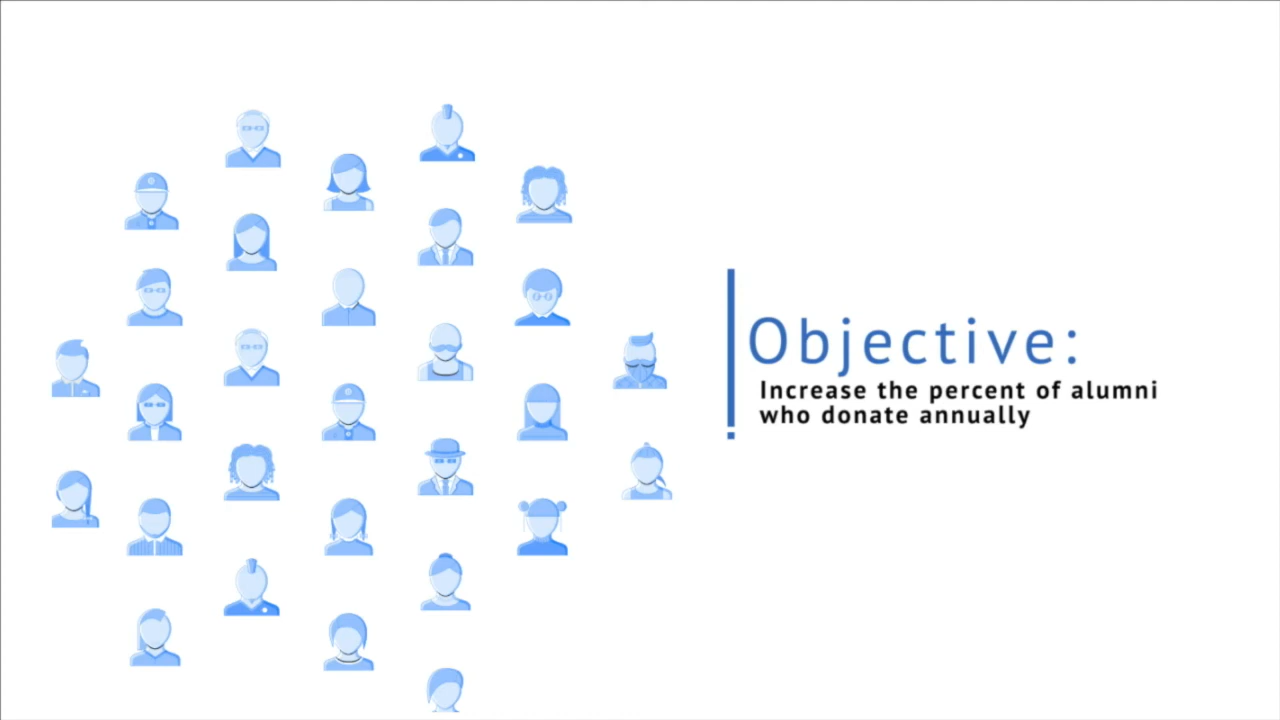 Objective:
Increase the percent of alumni
who donate annually